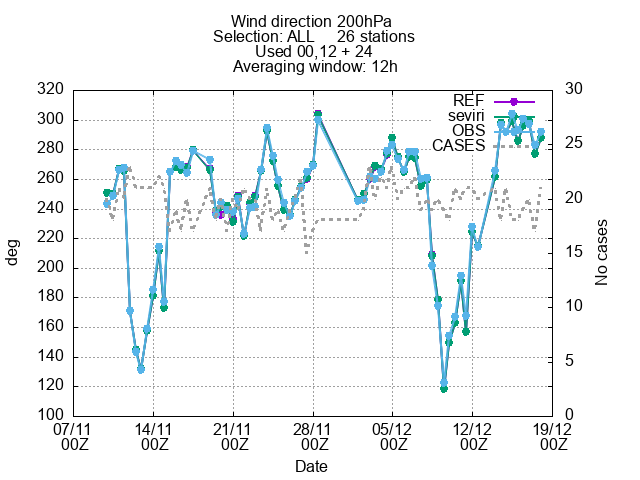 Wind direction 200hPa
Selection: ALL 26 stations
Used 00,12 + 24
Averaging window: 12h
320
300
280
260
240
220
200
180
160
140
120
100
deg
30
25
20
15
10
5
0
No cases
REF
seviri
OBS
CASES
07/11 14/11 21/11 28/11 05/12 12/12 19/12
00Z 00Z 00Z 00Z 00Z 00Z 00Z
Date